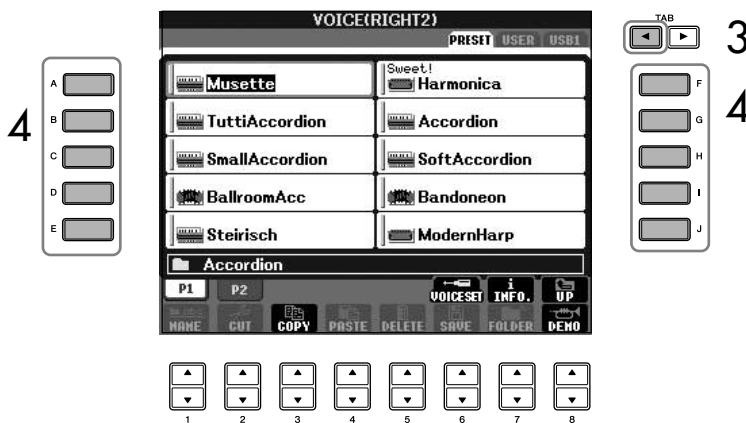 VOICE(RIGHT2)
PRESET USER USB1
TAB
3
4
A
B
C
D
E
Musette
Sweet!
Harmonica
TuttiAccordion
Accordion
SmallAccordion
SoftAccordion
BallroomAcc
Bandoneon
Steirisch
ModernHarp
Accordion
F
G
H
I
J
4
P1 P2 VOICESET i INFO. UP
NAME CUT COPY PASTE DELETE SAVE FOLDER DEMO
1 2 3 4 5 6 7 8